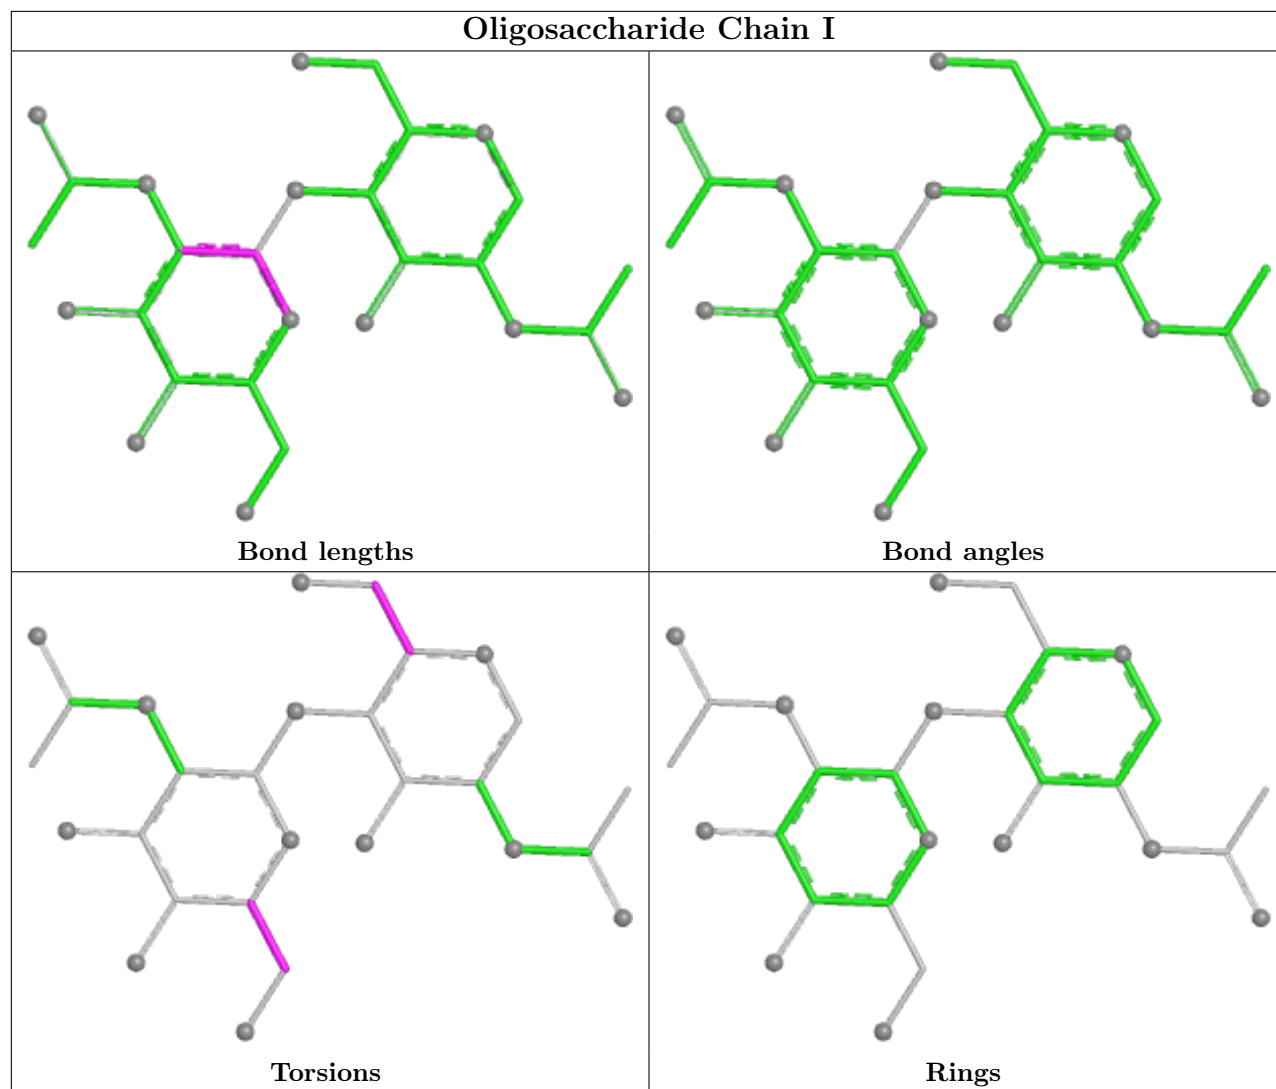 Oligosaccharide Chain I
Bond lengths
Bond angles
Torsions
Rings